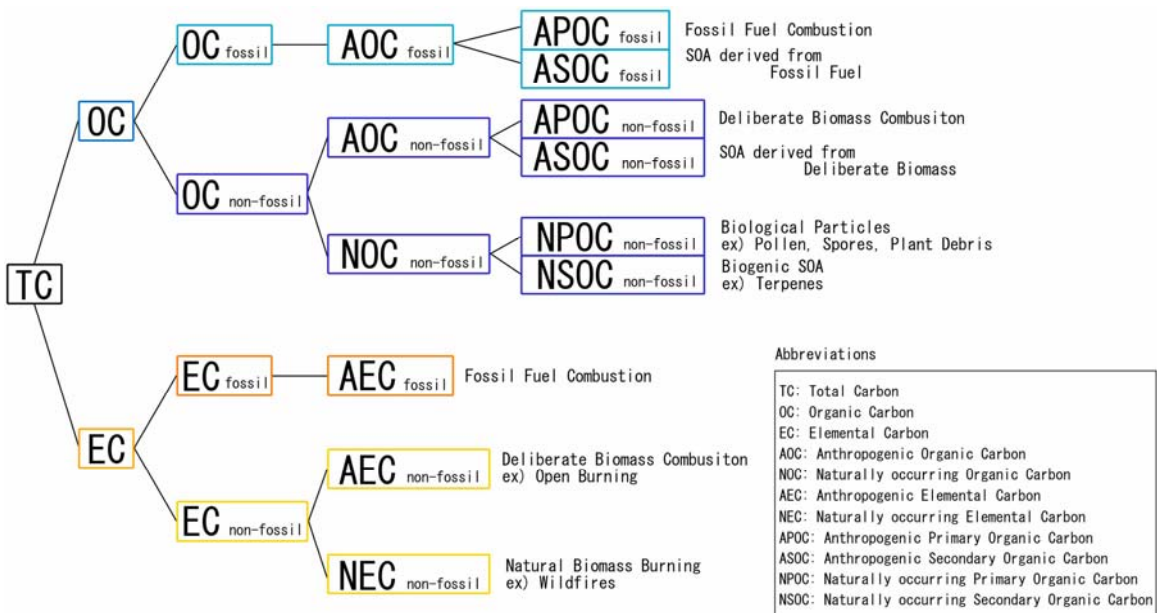 OC fossil
AOC fossil
APOC fossil
Fossil Fuel Combustion
ASOC fossil
SOA derived from
Fossil Fuel
OC
AOC non-fossil
APOC non-fossil
Deliberate Biomass Combusiton
ASOC non-fossil
SOA derived from
Deliberate Biomass
OC non-fossil
NOC non-fossil
NPOC non-fossil
Biological Particles
ex) Pollen, Spores, Plant Debris
NSOC non-fossil
Biogenic SOA
ex) Terpenes
TC
EC fossil
AEC fossil
Fossil Fuel Combustion
EC
AEC non-fossil
Deliberate Biomass Combusiton
ex) Open Burning
EC non-fossil
NEC non-fossil
Natural Biomass Burning
ex) Wildfires
Abbreviations
TC: Total Carbon
OC: Organic Carbon
EC: Elemental Carbon
AOC: Anthropogenic Organic Carbon
NOC: Naturally occurring Organic Carbon
AEC: Anthropogenic Elemental Carbon
NEC: Naturally occurring Elemental Carbon
APOC: Anthropogenic Primary Organic Carbon
ASOC: Anthropogenic Secondary Organic Carbon
NPOC: Naturally occurring Primary Organic Carbon
NSOC: Naturally occurring Secondary Organic Carbon